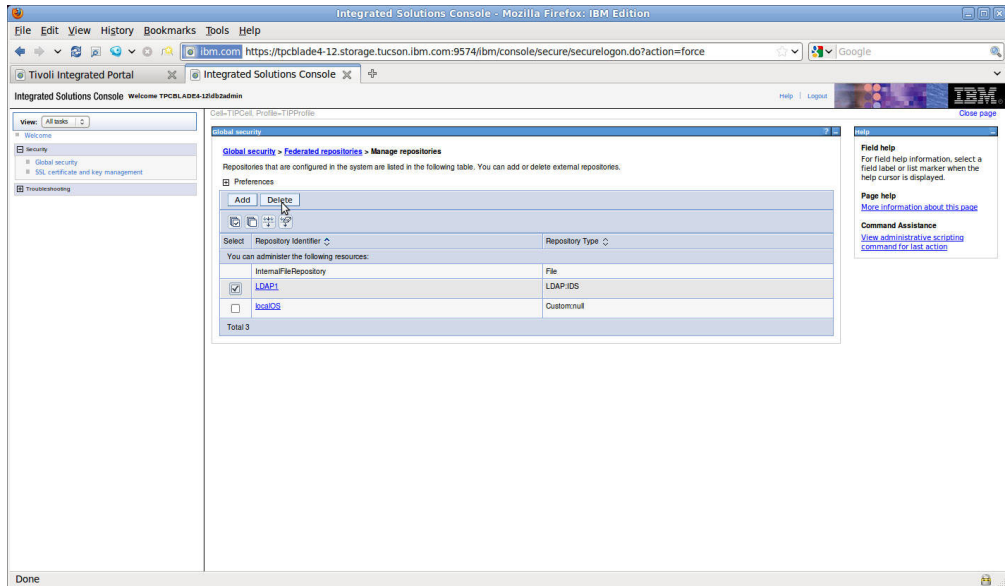 Integrated Solutions Console - Mozilla Firefox: IBM Edition
File Edit View History Bookmarks Tools Help
ibm.com https://tpcblade4-12.storage.tucson.ibm.com:9574/ibm/console/secure/securelogon.do?action=force
Google
Tivoli Integrated Portal
Integrated Solutions Console
Integrated Solutions Console Welcome TPCBLADE4-12\db2admin
Help Logout
IBM.
View: All tasks
Welcome
Security
Global security
SSL certificate and key management
Troubleshooting
Cell=TIPCell, Profile=TIPProfile
Close page
Global security ? -
Global security > Federated repositories > Manage repositories
Repositories that are configured in the system are listed in the following table. You can add or delete external repositories.
Preferences
Add Delete
Select Repository Identifier Repository Type
You can administer the following resources:
InternalFileRepository File
LDAP1 LDAP:IDS
localOS Custom:null
Total 3
Help
Field help
For field help information, select a
field label or list marker when the
help cursor is displayed.
Page help
More information about this page
Command Assistance
View administrative scripting
command for last action
Done